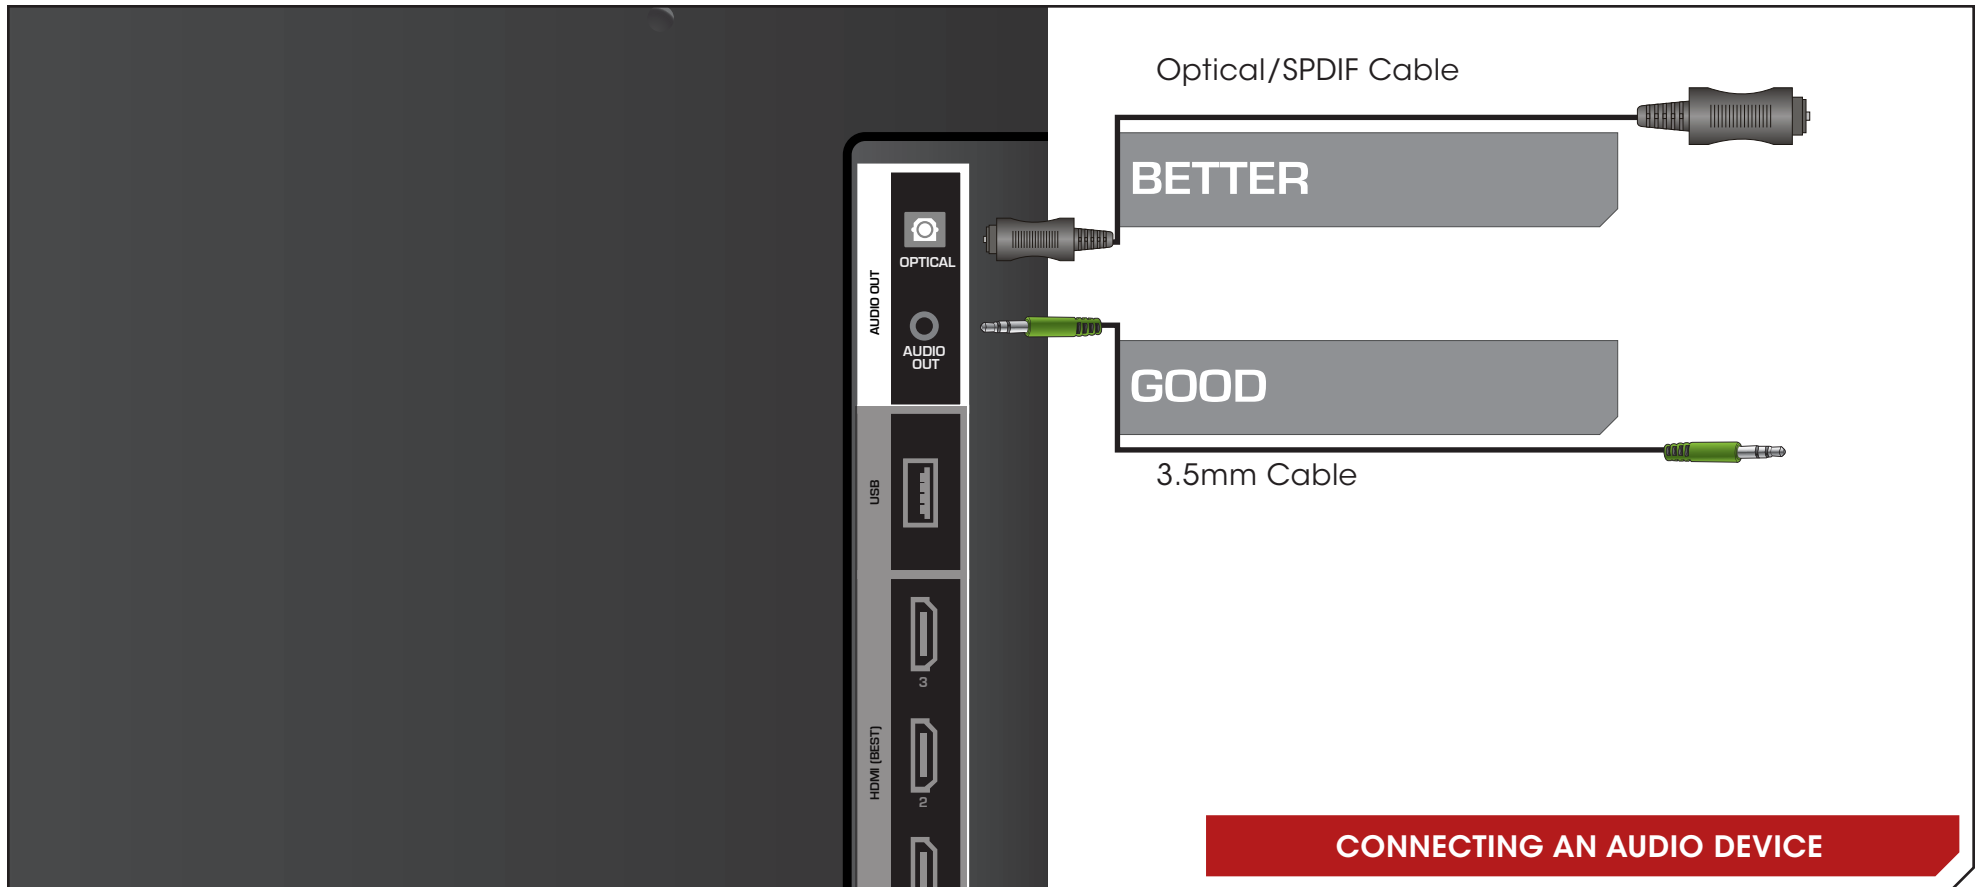 Optical/SPDIF Cable
BETTER
OPTICAL
AUDIO OUT
AUDIO
OUT
GOOD
3.5mm Cable
USB
3
HDMI (BEST)
2
CONNECTING AN AUDIO DEVICE